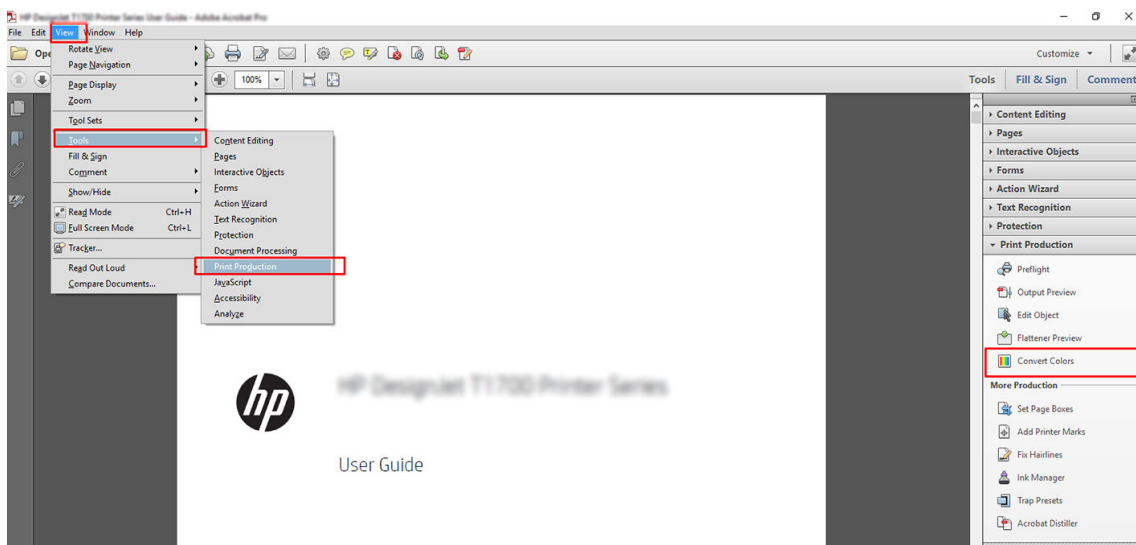 HP DesignJet T1700 Printer Series User Guide - Adobe Acrobat Pro
File Edit View Window Help
Customize
100%
Tools Fill & Sign Comment
Rotate View
Page Navigation
Page Display
Zoom
Tool Sets
Tools
Fill & Sign
Comment
Show/Hide
Read Mode Ctrl+H
Full Screen Mode Ctrl+L
Tracker...
Read Out Loud
Compare Documents...
Content Editing
Pages
Interactive Objects
Forms
Action Wizard
Text Recognition
Protection
Document Processing
Print Production
JavaScript
Accessibility
Analyze
hp
HP DesignJet T1700 Printer Series
User Guide
Content Editing
Pages
Interactive Objects
Forms
Action Wizard
Text Recognition
Protection
Print Production
Preflight
Output Preview
Edit Object
Flattener Preview
Convert Colors
More Production
Set Page Boxes
Add Printer Marks
Fix Hairlines
Ink Manager
Trap Presets
Acrobat Distiller